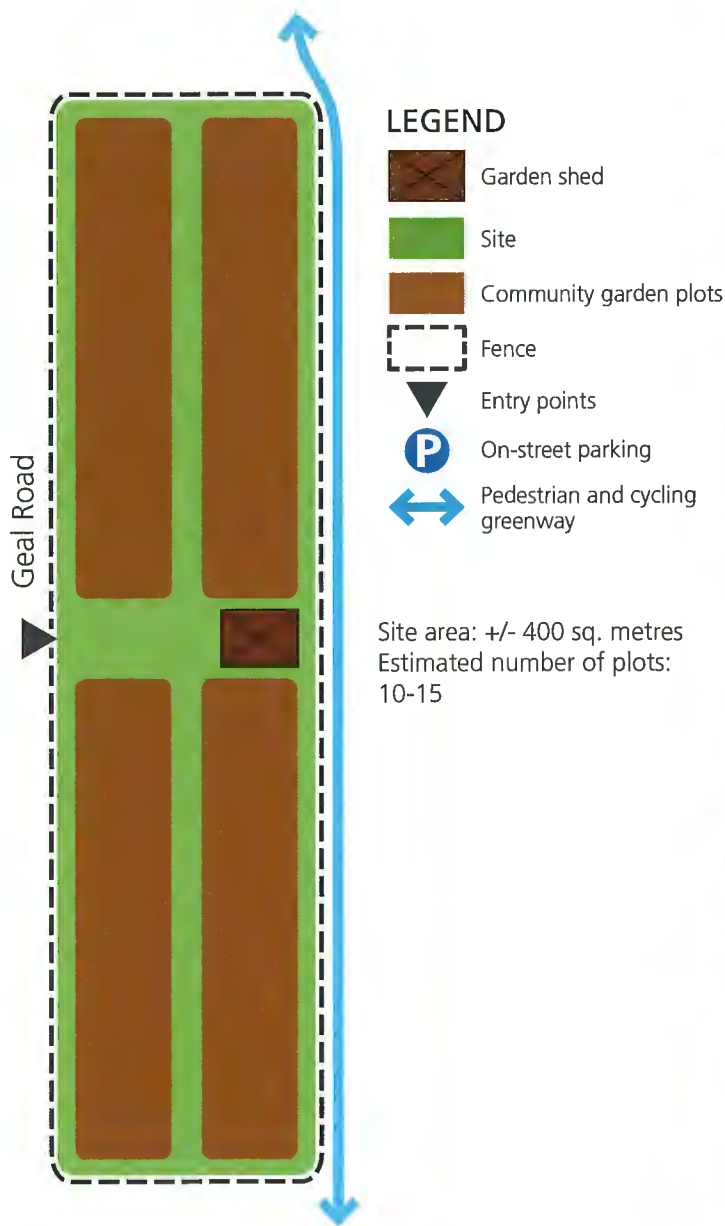 LEGEND
Garden shed
Site
Community garden plots
Fence
Entry points
P
On-street parking
Pedestrian and cycling
greenway
Geal Road
Site area: +/- 400 sq. metres
Estimated number of plots:
10-15